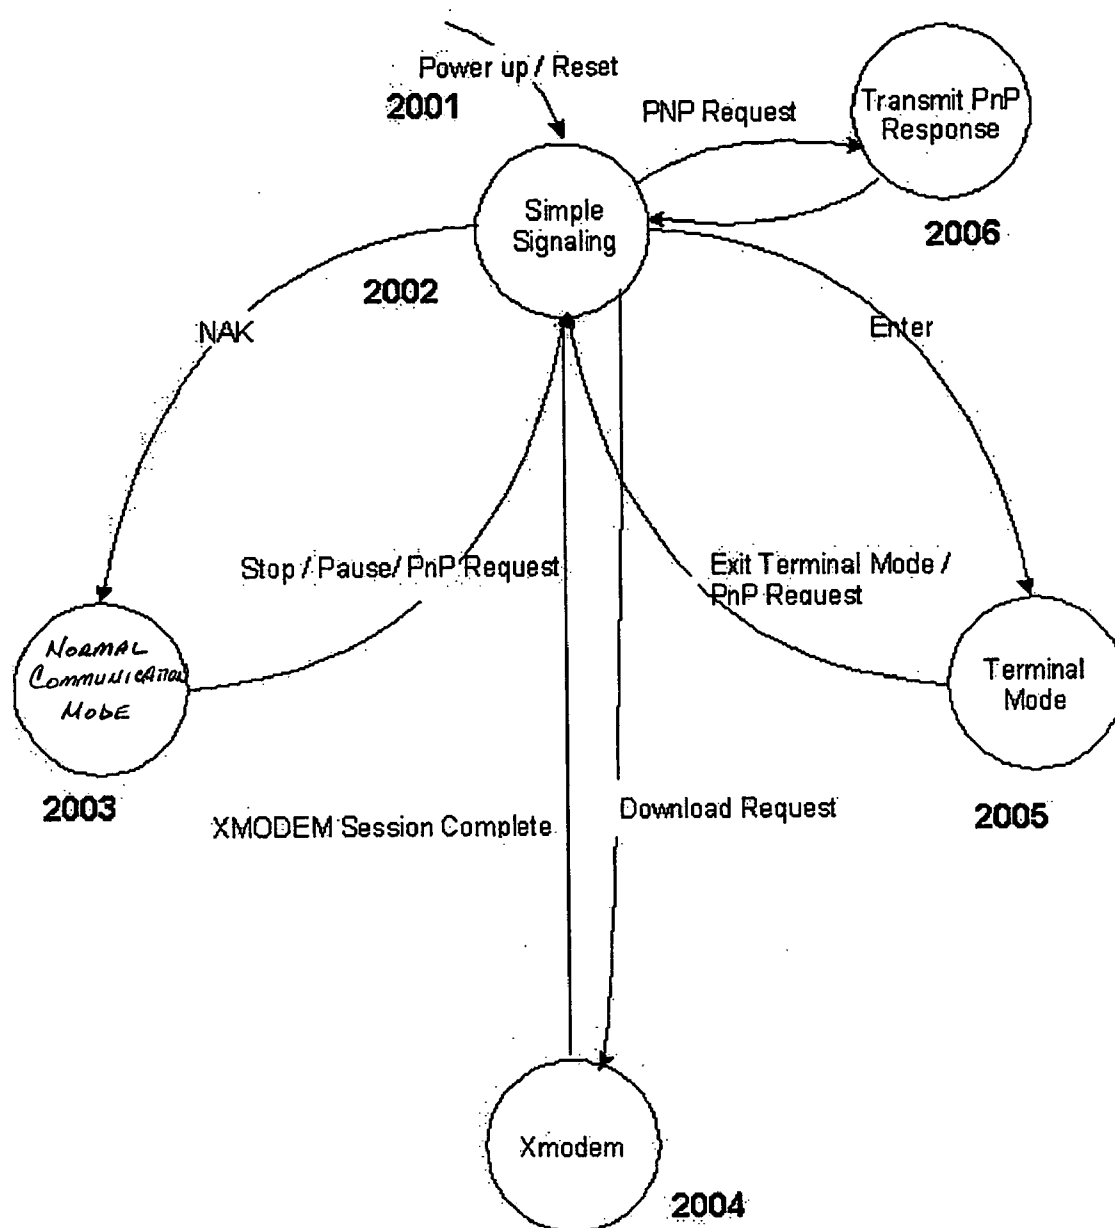 Power up / Reset
2001
PNP Request
Transmit PnP
Response
2006
Simple
Signaling
2002
NAK
Enter
Stop / Pause/ PnP Request
Exit Terminal Mode /
PnP Request
NORMAL
COMMUNICATION
MODE
2003
Terminal
Mode
2005
XMODEM Session Complete
Download Request
Xmodem
2004